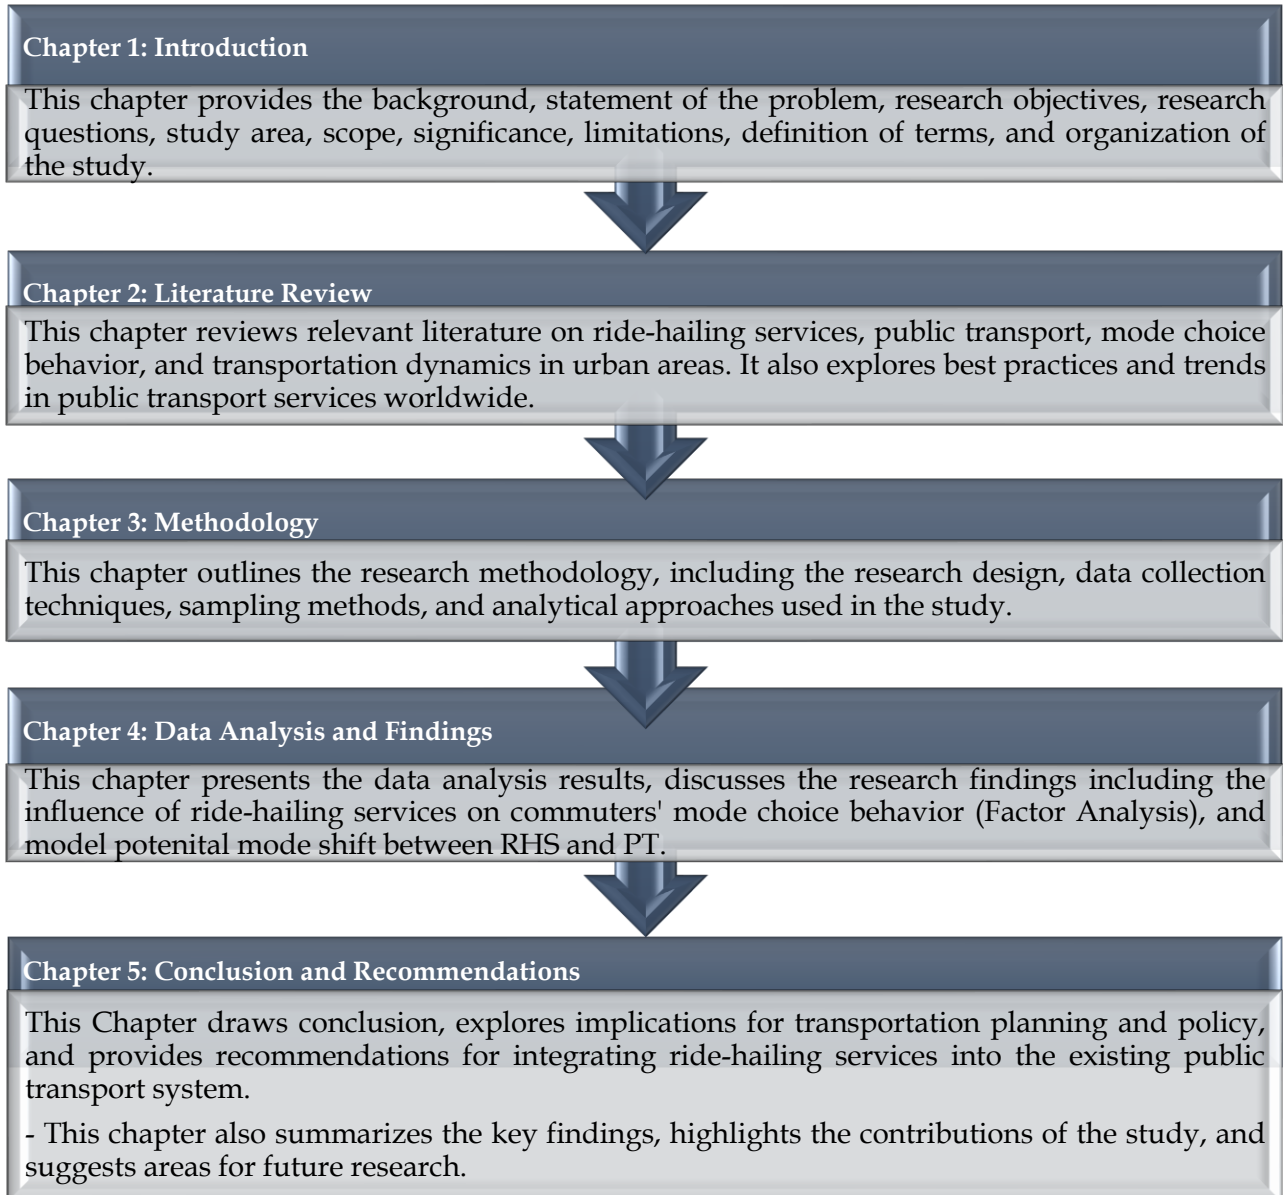 Chapter 1: Introduction
This chapter provides the background, statement of the problem, research objectives, research
questions, study area, scope, significance, limitations, definition of terms, and organization of
the study.
Chapter 2: Literature Review
This chapter reviews relevant literature on ride-hailing services, public transport, mode choice
behavior, and transportation dynamics in urban areas. It also explores best practices and trends
in public transport services worldwide.
Chapter 3: Methodology
This chapter outlines the research methodology, including the research design, data collection
techniques, sampling methods, and analytical approaches used in the study.
Chapter 4: Data Analysis and Findings
This chapter presents the data analysis results, discusses the research findings including the
influence of ride-hailing services on commuters' mode choice behavior (Factor Analysis), and
model potenital mode shift between RHS and PT.
Chapter 5: Conclusion and Recommendations
This Chapter draws conclusion, explores implications for transportation planning and policy,
and provides recommendations for integrating ride-hailing services into the existing public
transport system.
- This chapter also summarizes the key findings, highlights the contributions of the study, and
suggests areas for future research.